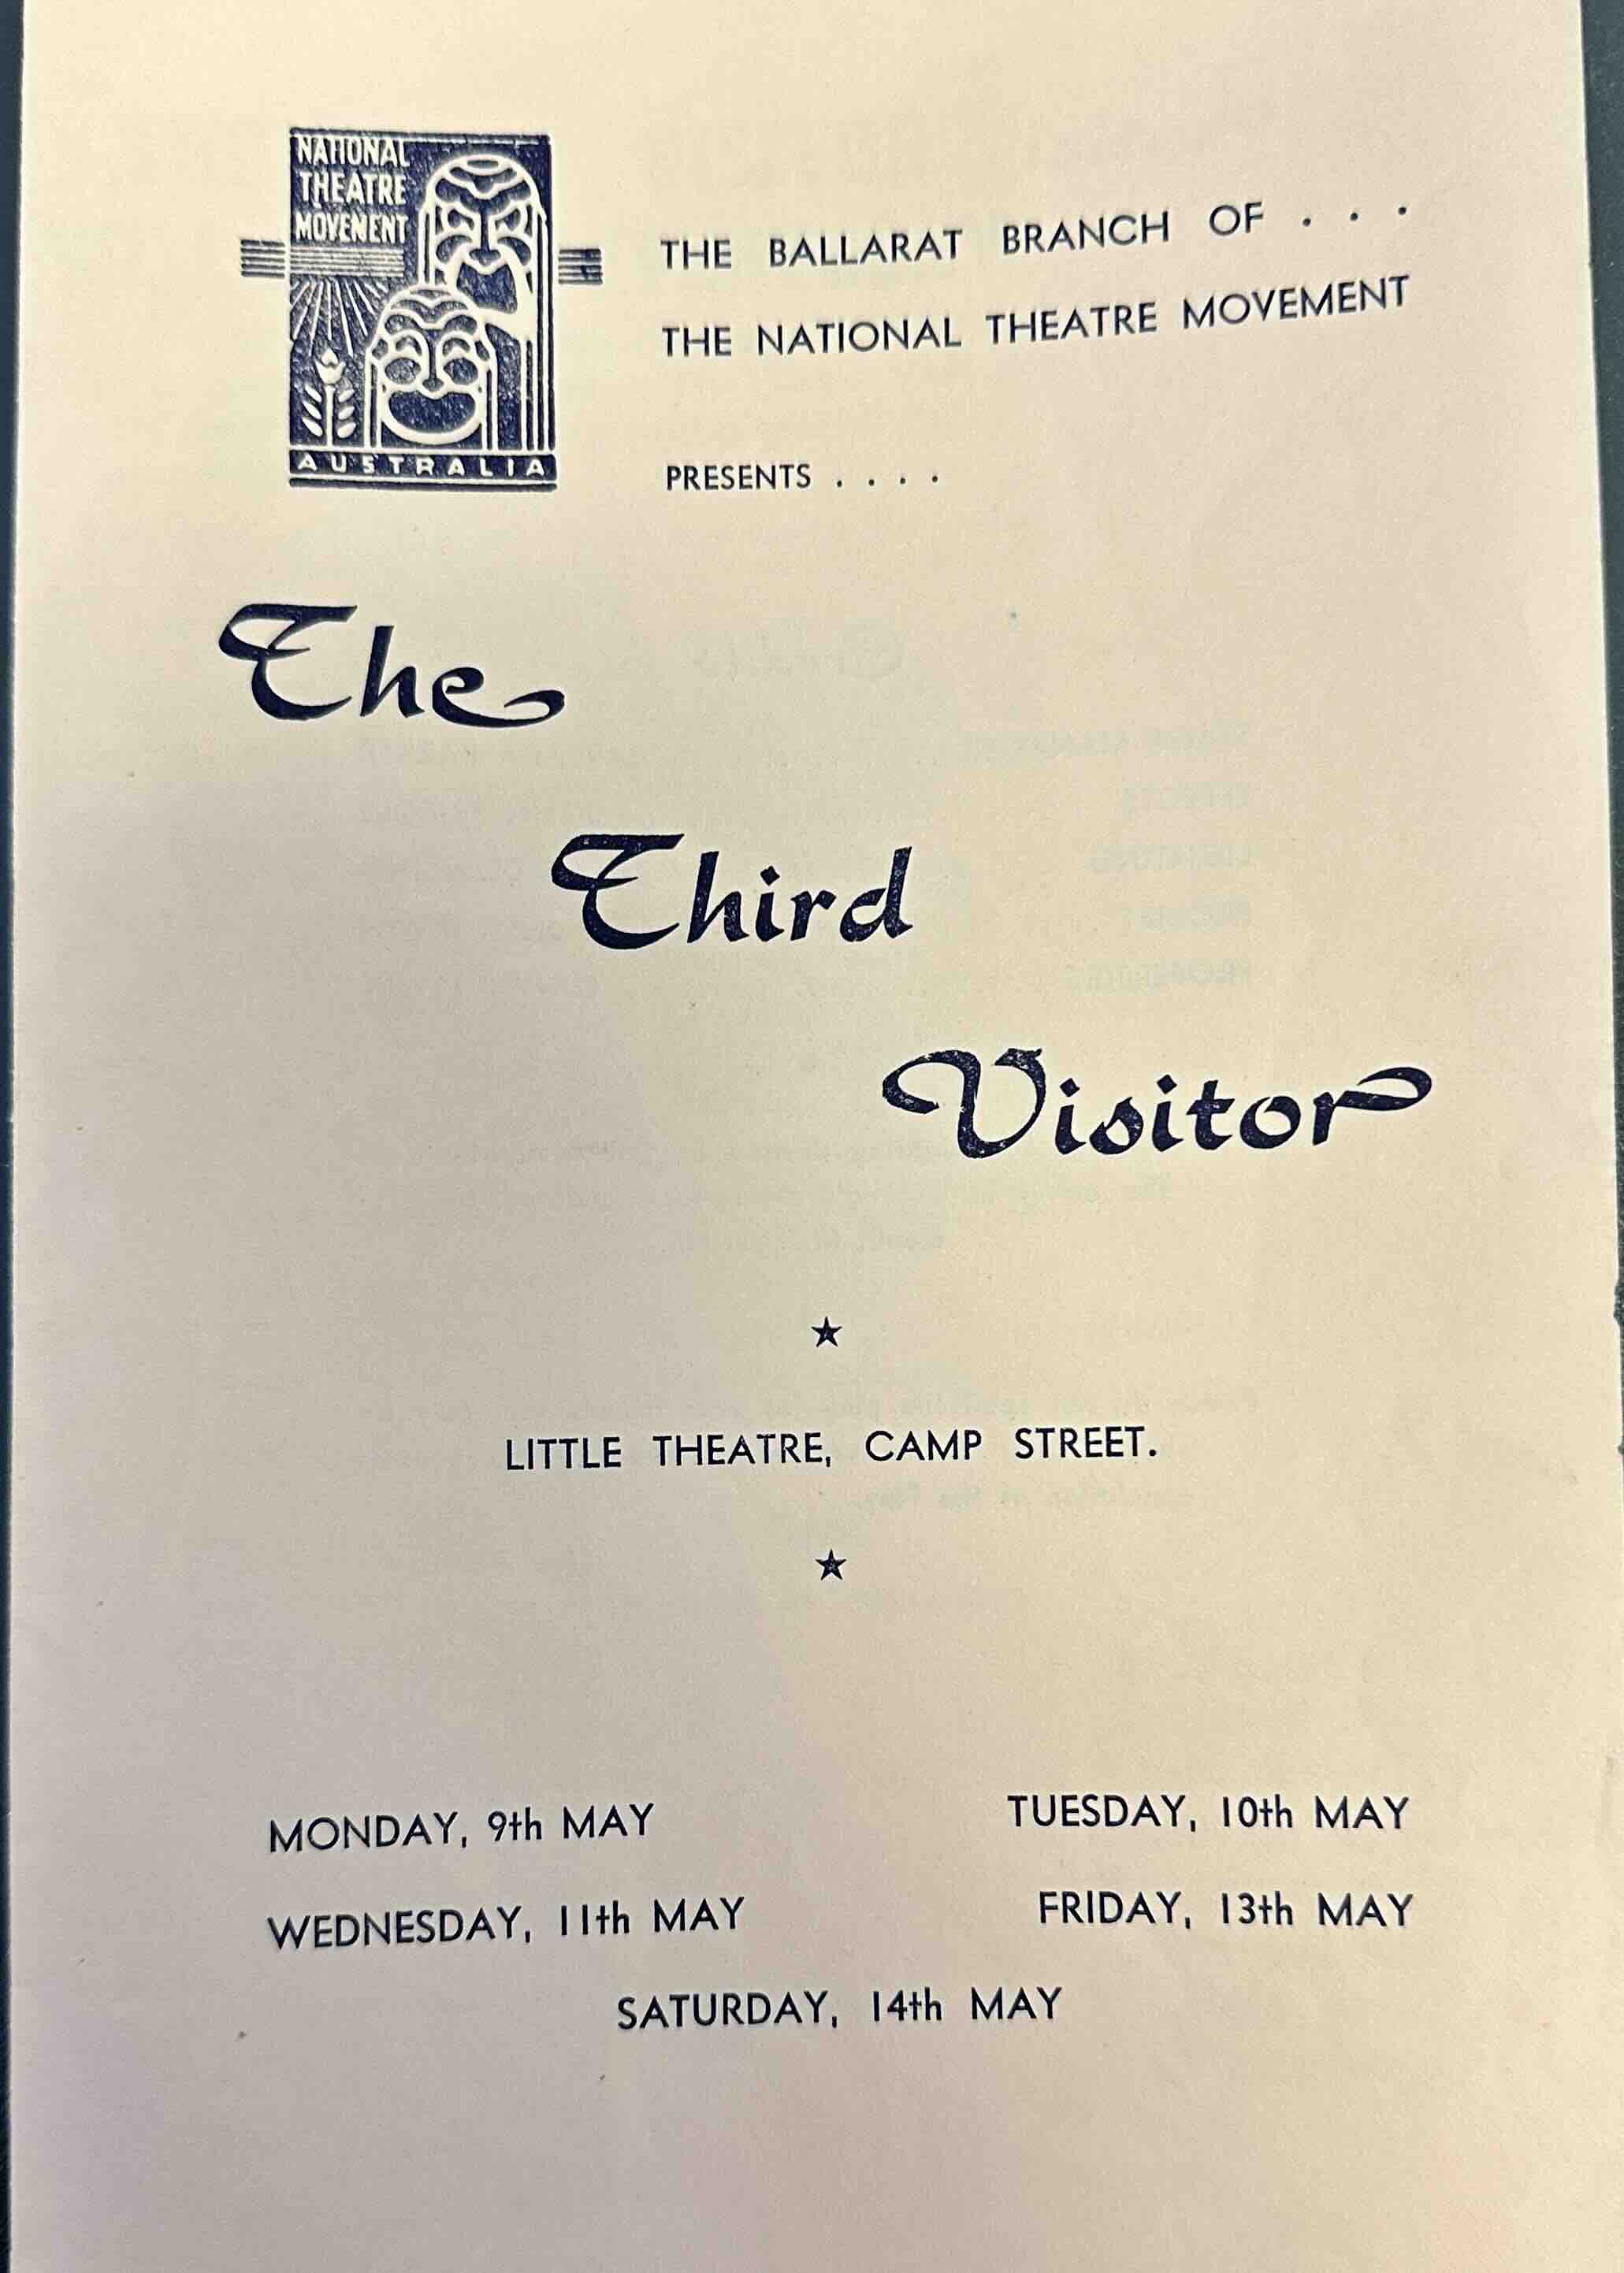 NATIONAL
THEATRE
MOVEMENT
AUSTRALIA
THE BALLARAT BRANCH OF . . .
THE NATIONAL THEATRE MOVEMENT
PRESENTS . . . .
The
Third
Visitor
LITTLE THEATRE, CAMP STREET.
MONDAY, 9th MAY
TUESDAY, 10th MAY
WEDNESDAY, 11th MAY
FRIDAY, 13th MAY
SATURDAY, 14th MAY